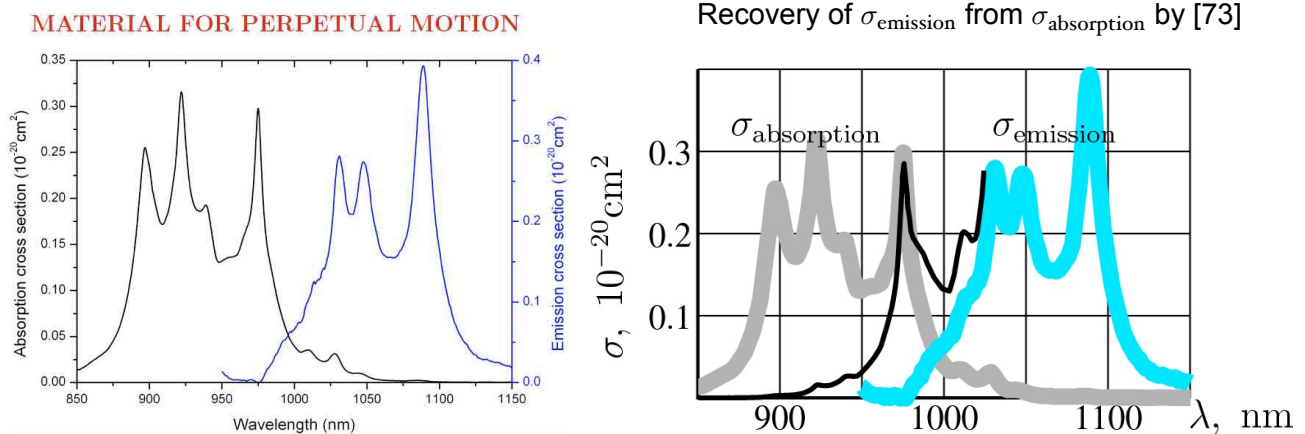 MATERIAL FOR PERPETUAL MOTION
0.35
0.30
0.25
0.20
0.15
0.10
0.05
0.00
Absorption cross section (10⁻²⁰cm²)
850
900
950
1000
1050
1100
1150
Wavelength (nm)
0.4
0.3
0.2
0.1
0.0
Emission cross section (10⁻²⁰cm²)
Recovery of σemission from σabsorption by [73]
σabsorption
σemission
0.3
0.2
0.1
σ, 10⁻²⁰cm²
900
1000
1100
λ, nm